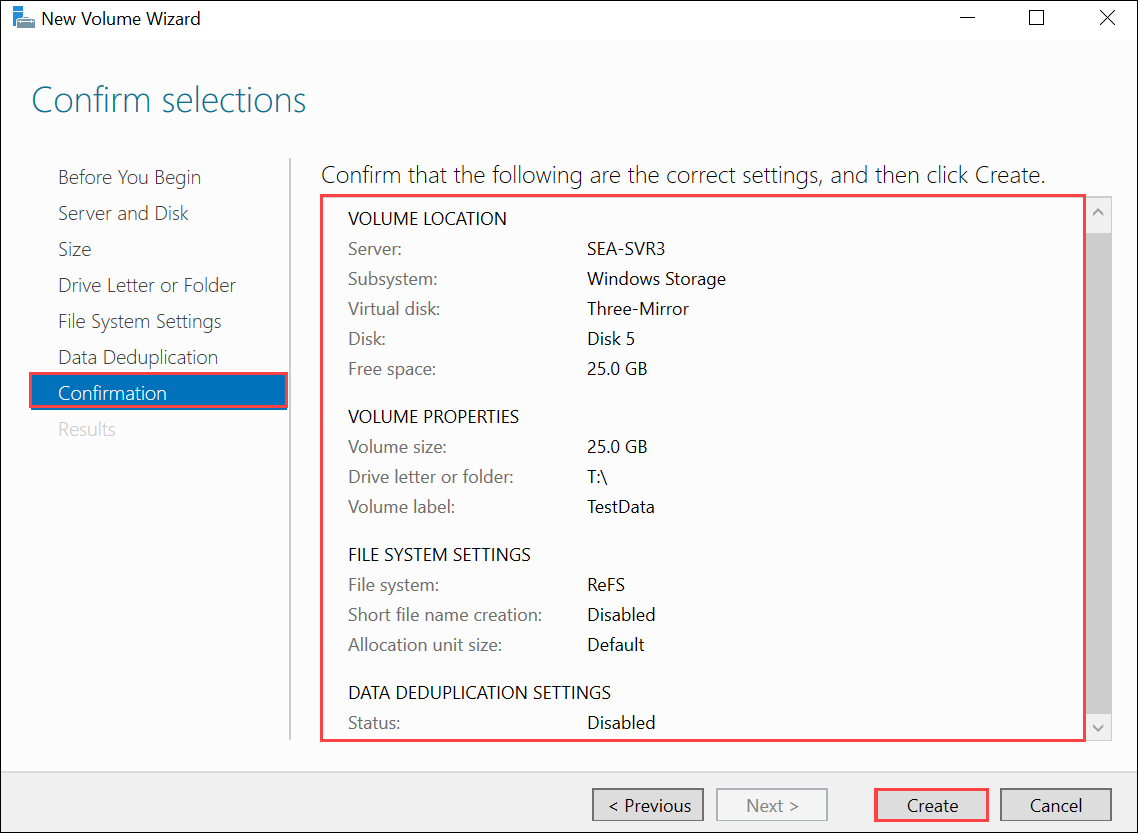 New Volume Wizard
Confirm selections
Before You Begin
Server and Disk
Size
Drive Letter or Folder
File System Settings
Data Deduplication
Confirmation
Results
Confirm that the following are the correct settings, and then click Create.
VOLUME LOCATION
Server: SEA-SVR3
Subsystem: Windows Storage
Virtual disk: Three-Mirror
Disk: Disk 5
Free space: 25.0 GB
VOLUME PROPERTIES
Volume size: 25.0 GB
Drive letter or folder: T:\
Volume label: TestData
FILE SYSTEM SETTINGS
File system: ReFS
Short file name creation: Disabled
Allocation unit size: Default
DATA DEDUPLICATION SETTINGS
Status: Disabled
< Previous Next > Create Cancel